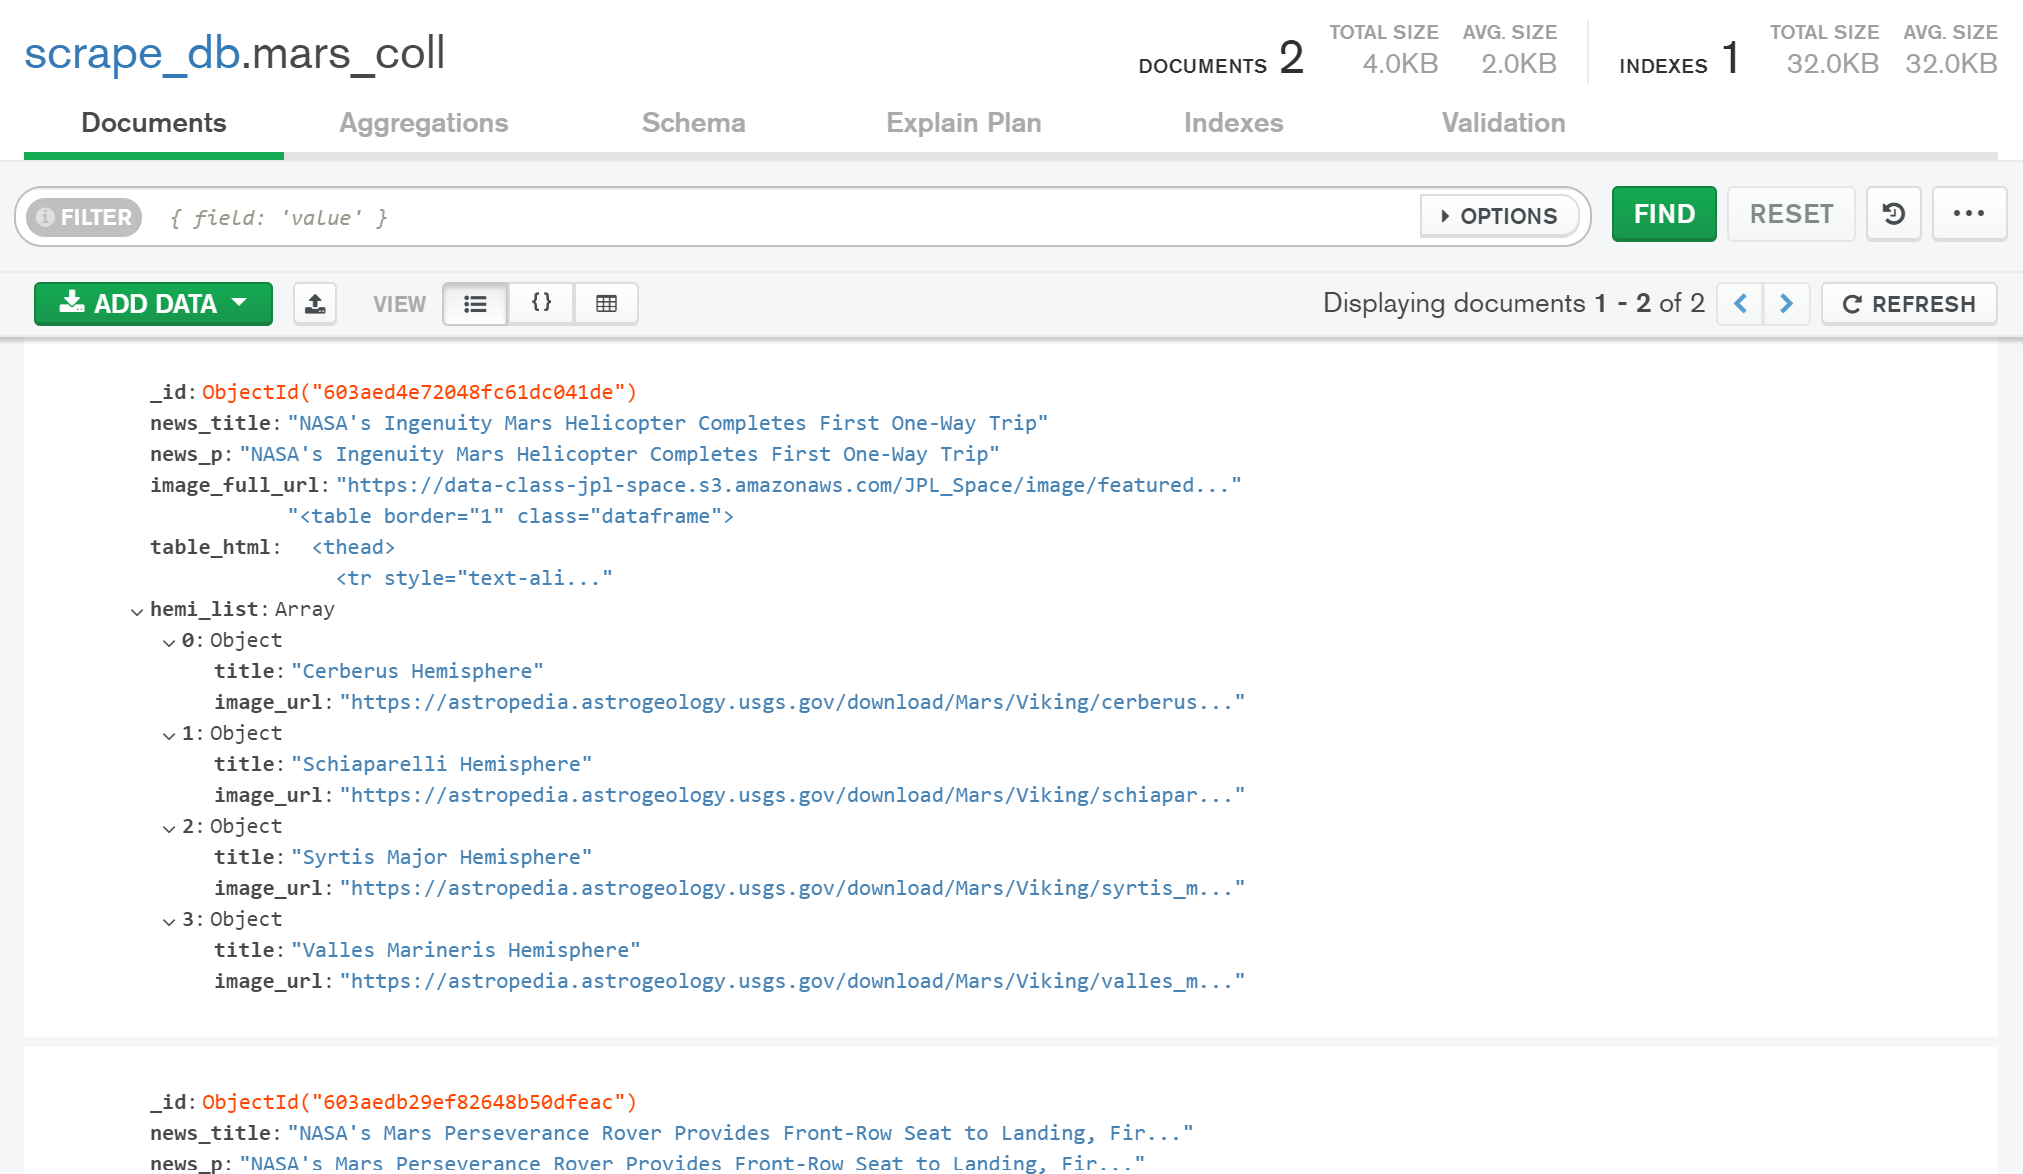 scrape_db.mars_coll
DOCUMENTS 2 TOTAL SIZE 4.0KB AVG. SIZE 2.0KB INDEXES 1 TOTAL SIZE 32.0KB AVG. SIZE 32.0KB
Documents Aggregations Schema Explain Plan Indexes Validation
FILTER { field: 'value' } OPTIONS FIND RESET
ADD DATA VIEW {} Displaying documents 1 - 2 of 2 REFRESH
_id: ObjectId("603aed4e72048fc61dc041de")
news_title: "NASA's Ingenuity Mars Helicopter Completes First One-Way Trip"
news_p: "NASA's Ingenuity Mars Helicopter Completes First One-Way Trip"
image_full_url: "https://data-class-jpl-space.s3.amazonaws.com/JPL_Space/image/featured..."
"<table border="1" class="dataframe">
table_html: <thead>
<tr style="text-ali..."
hemi_list: Array
0: Object
title: "Cerberus Hemisphere"
image_url: "https://astropedia.astrogeology.usgs.gov/download/Mars/Viking/cerberus..."
1: Object
title: "Schiaparelli Hemisphere"
image_url: "https://astropedia.astrogeology.usgs.gov/download/Mars/Viking/schiapar..."
2: Object
title: "Syrtis Major Hemisphere"
image_url: "https://astropedia.astrogeology.usgs.gov/download/Mars/Viking/syrtis_m..."
3: Object
title: "Valles Marineris Hemisphere"
image_url: "https://astropedia.astrogeology.usgs.gov/download/Mars/Viking/valles_m..."
_id: ObjectId("603aedb29ef82648b50dfeac")
news_title: "NASA's Mars Perseverance Rover Provides Front-Row Seat to Landing, Fir..."
news_p: "NASA's Mars Perseverance Rover Provides Front-Row Seat to Landing, Fir..."